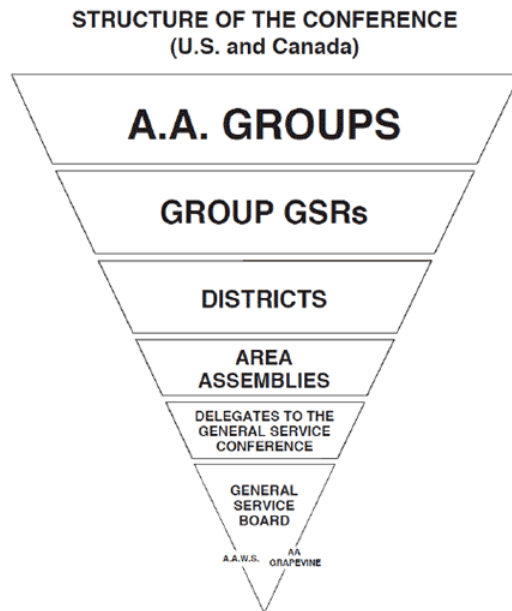 STRUCTURE OF THE CONFERENCE
(U.S. and Canada)
A.A. GROUPS
GROUP GSRs
DISTRICTS
AREA
ASSEMBLIES
DELEGATES TO THE
GENERAL SERVICE
CONFERENCE
GENERAL
SERVICE
BOARD
A.A.W.S.
AA
GRAPEVINE